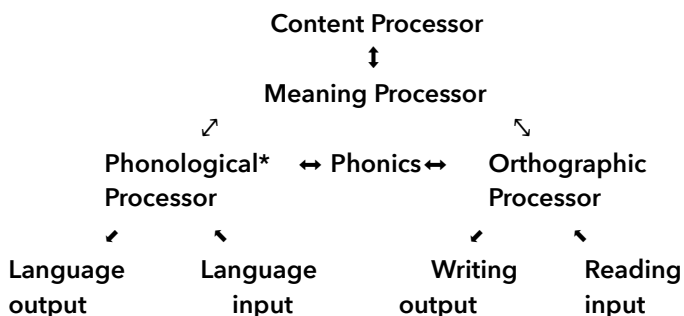 Content Processor
Meaning Processor
Phonological* Phonics Orthographic
Processor Processor
Language Language Writing Reading
output input output input